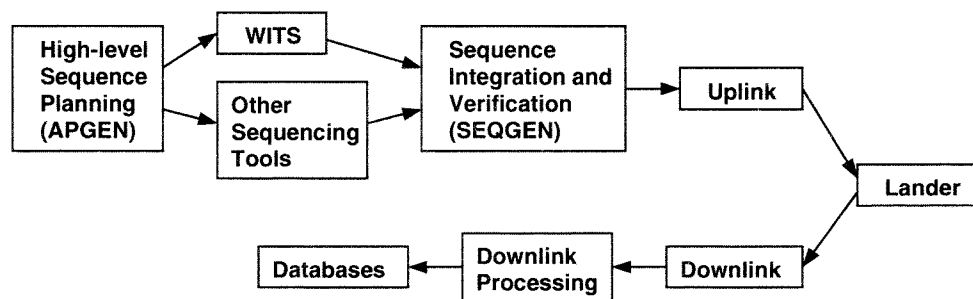 High-level
Sequence
Planning
(APGEN)
WITS
Other
Sequencing
Tools
Sequence
Integration and
Verification
(SEQGEN)
Uplink
Lander
Downlink
Downlink
Processing
Databases